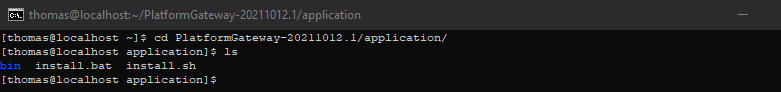 thomas@localhost:~/PlatformGateway-20211012.1/application
[thomas@localhost ~]$ cd PlatformGateway-20211012.1/application/
[thomas@localhost application]$ ls
bin  install.bat  install.sh
[thomas@localhost application]$